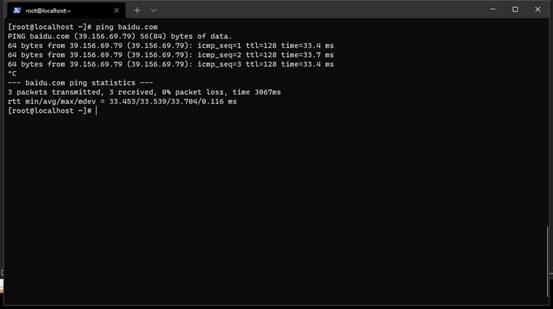 root@localhost:~
[root@localhost ~]# ping baidu.com
PING baidu.com (39.156.69.79) 56(84) bytes of data.
64 bytes from 39.156.69.79 (39.156.69.79): icmp_seq=1 ttl=128 time=33.4 ms
64 bytes from 39.156.69.79 (39.156.69.79): icmp_seq=2 ttl=128 time=33.7 ms
64 bytes from 39.156.69.79 (39.156.69.79): icmp_seq=3 ttl=128 time=33.4 ms
^C
--- baidu.com ping statistics ---
3 packets transmitted, 3 received, 0% packet loss, time 3067ms
rtt min/avg/max/mdev = 33.453/33.539/33.704/0.116 ms
[root@localhost ~]#